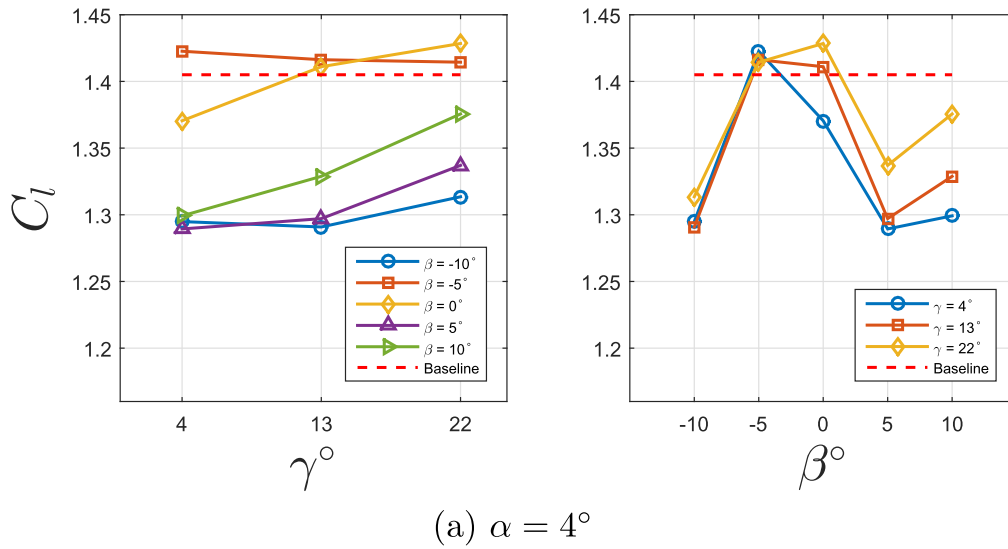 1.45
1.4
1.35
1.3
1.25
1.2
C_l
β = -10°
β = -5°
β = 0°
β = 5°
β = 10°
Baseline
4 13 22
γ°
1.45
1.4
1.35
1.3
1.25
1.2
γ = 4°
γ = 13°
γ = 22°
Baseline
-10 -5 0 5 10
β°
(a) α = 4°